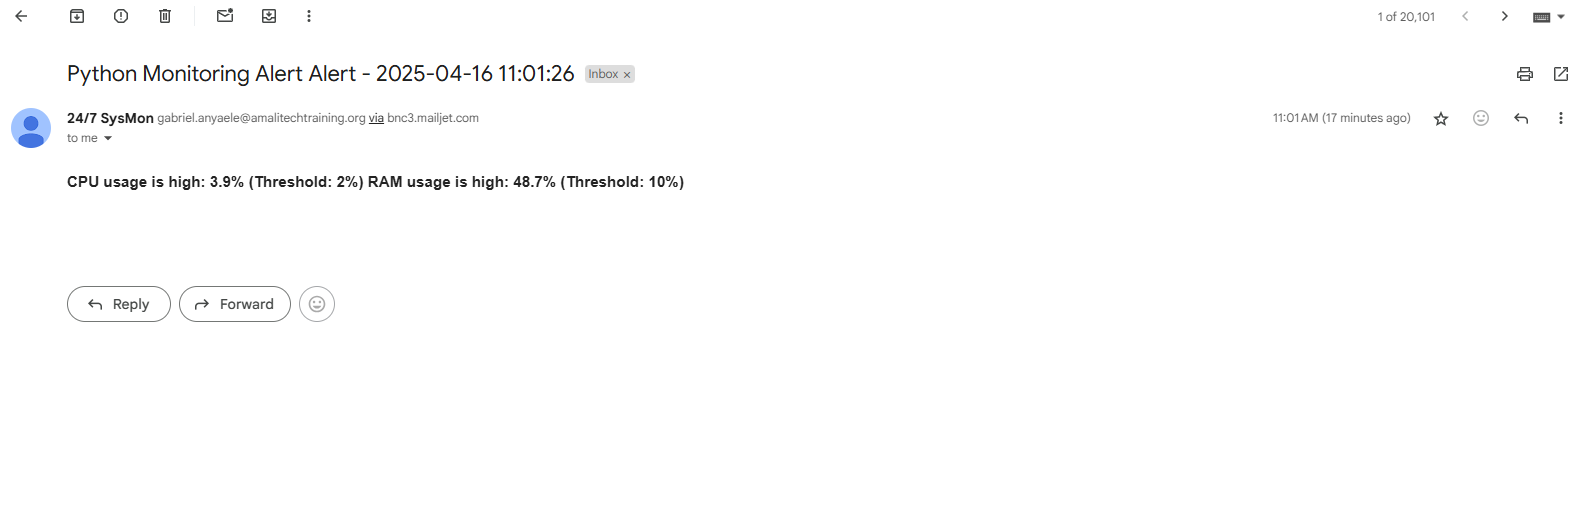 1 of 20,101
Python Monitoring Alert Alert - 2025-04-16 11:01:26 Inbox ×
24/7 SysMon gabriel.anyaele@amalitechtraining.org via bnc3.mailjet.com 11:01 AM (17 minutes ago)
to me
CPU usage is high: 3.9% (Threshold: 2%) RAM usage is high: 48.7% (Threshold: 10%)
Reply Forward